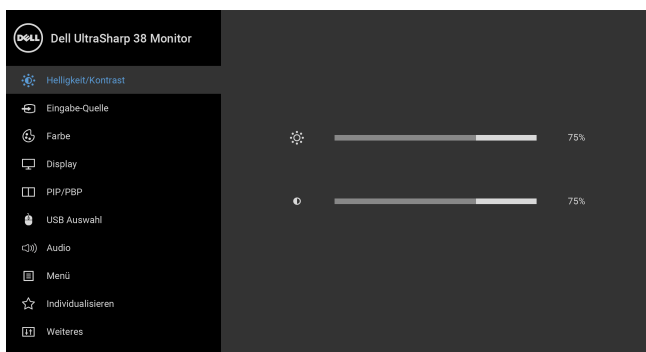 DELL
Dell UltraSharp 38 Monitor
Helligkeit/Kontrast
Eingabe-Quelle
Farbe
75%
Display
PIP/PBP
75%
USB Auswahl
Audio
Menü
Individualisieren
Weiteres